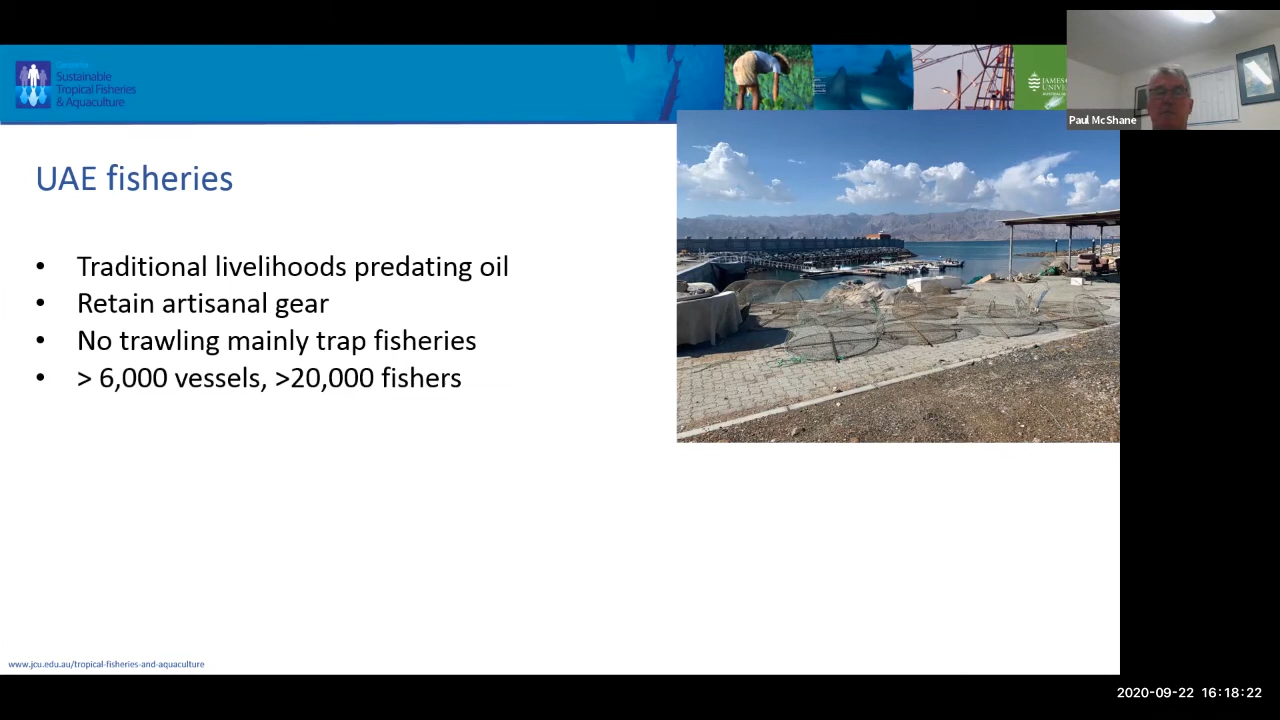 Centre for
Sustainable
Tropical Fisheries
& Aquaculture
Paul McShane
UAE fisheries
• Traditional livelihoods predating oil
• Retain artisanal gear
• No trawling mainly trap fisheries
• > 6,000 vessels, >20,000 fishers
www.jcu.edu.au/tropical-fisheries-and-aquaculture
2020-09-22 16:18:22